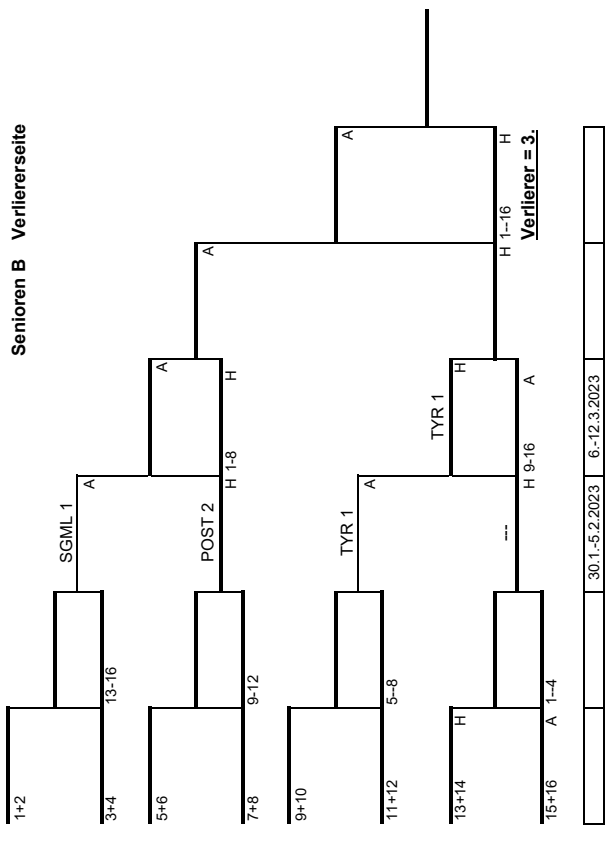 Senioren B Verliererseite
1+2
3+4
5+6
7+8
9+10
11+12
13+14
15+16
H
A
13-16
9-12
5--8
1--4
SGML 1
POST 2
TYR 1
---
A
H 1-8
A
H 9-16
TYR 1
A
H
H
A
A
H 1--16
A
H
Verlierer = 3.
30.1.-5.2.2023
6.-12.3.2023